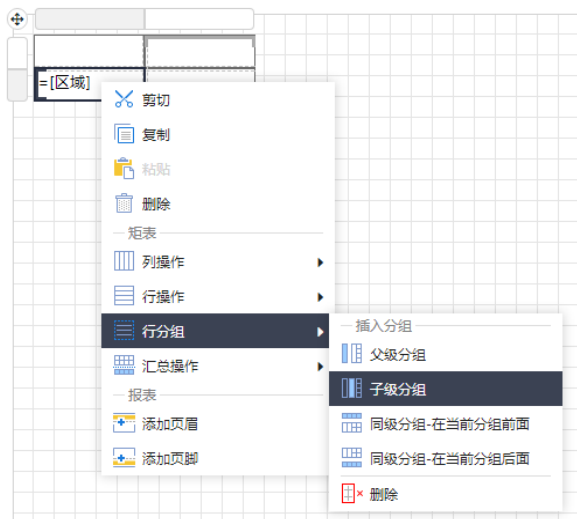 =[区域]
剪切
复制
粘贴
删除
矩表
列操作
行操作
行分组
汇总操作
报表
添加页眉
添加页脚
插入分组
父级分组
子级分组
同级分组-在当前分组前面
同级分组-在当前分组后面
删除